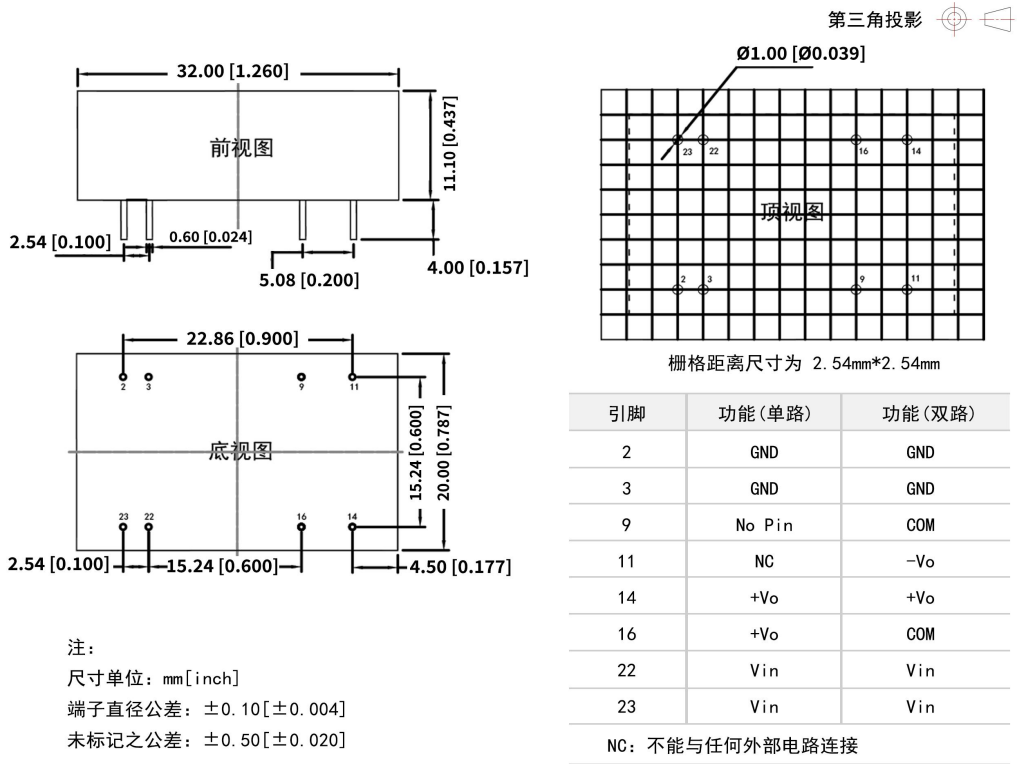 第三角投影
32.00 [1.260]
前视图
11.10 [0.437]
2.54 [0.100]
0.60 [0.024]
5.08 [0.200]
4.00 [0.157]
Ø1.00 [Ø0.039]
23 22 16 14
顶视图
2 3 9 11
栅格距离尺寸为 2.54mm*2.54mm
22.86 [0.900]
2 3 9 11
底视图
15.24 [0.600]
20.00 [0.787]
23 22 16 14
2.54 [0.100]
15.24 [0.600]
4.50 [0.177]
引脚 功能(单路) 功能(双路)
2 GND GND
3 GND GND
9 No Pin COM
11 NC -Vo
14 +Vo +Vo
16 +Vo COM
22 Vin Vin
23 Vin Vin
NC: 不能与任何外部电路连接
注:
尺寸单位: mm[inch]
端子直径公差: ±0.10[±0.004]
未标记之公差: ±0.50[±0.020]